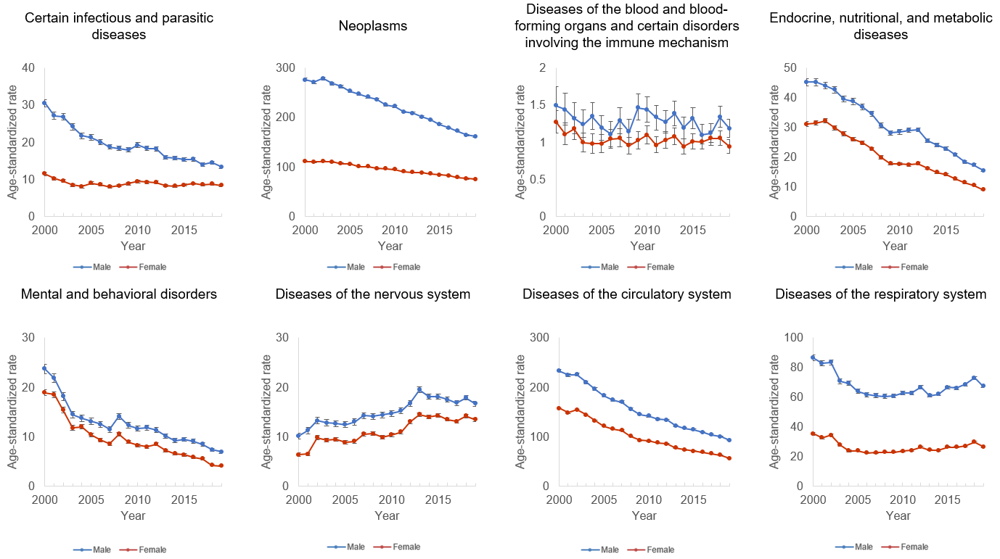 Certain infectious and parasitic
diseases
Age-standardized rate
40
30
20
10
0
2000 2005 2010 2015
Year
Male Female
Neoplasms
Age-standardized rate
300
200
100
0
2000 2005 2010 2015
Year
Male Female
Diseases of the blood and blood-
forming organs and certain disorders
involving the immune mechanism
Age-standardized rate
2
1.5
1
0.5
0
2000 2005 2010 2015
Year
Male Female
Endocrine, nutritional, and metabolic
diseases
Age-standardized rate
50
40
30
20
10
0
2000 2005 2010 2015
Year
Male Female
Mental and behavioral disorders
Age-standardized rate
30
20
10
0
2000 2005 2010 2015
Year
Male Female
Diseases of the nervous system
Age-standardized rate
30
20
10
0
2000 2005 2010 2015
Year
Male Female
Diseases of the circulatory system
Age-standardized rate
300
200
100
0
2000 2005 2010 2015
Year
Male Female
Diseases of the respiratory system
Age-standardized rate
100
80
60
40
20
0
2000 2005 2010 2015
Year
Male Female